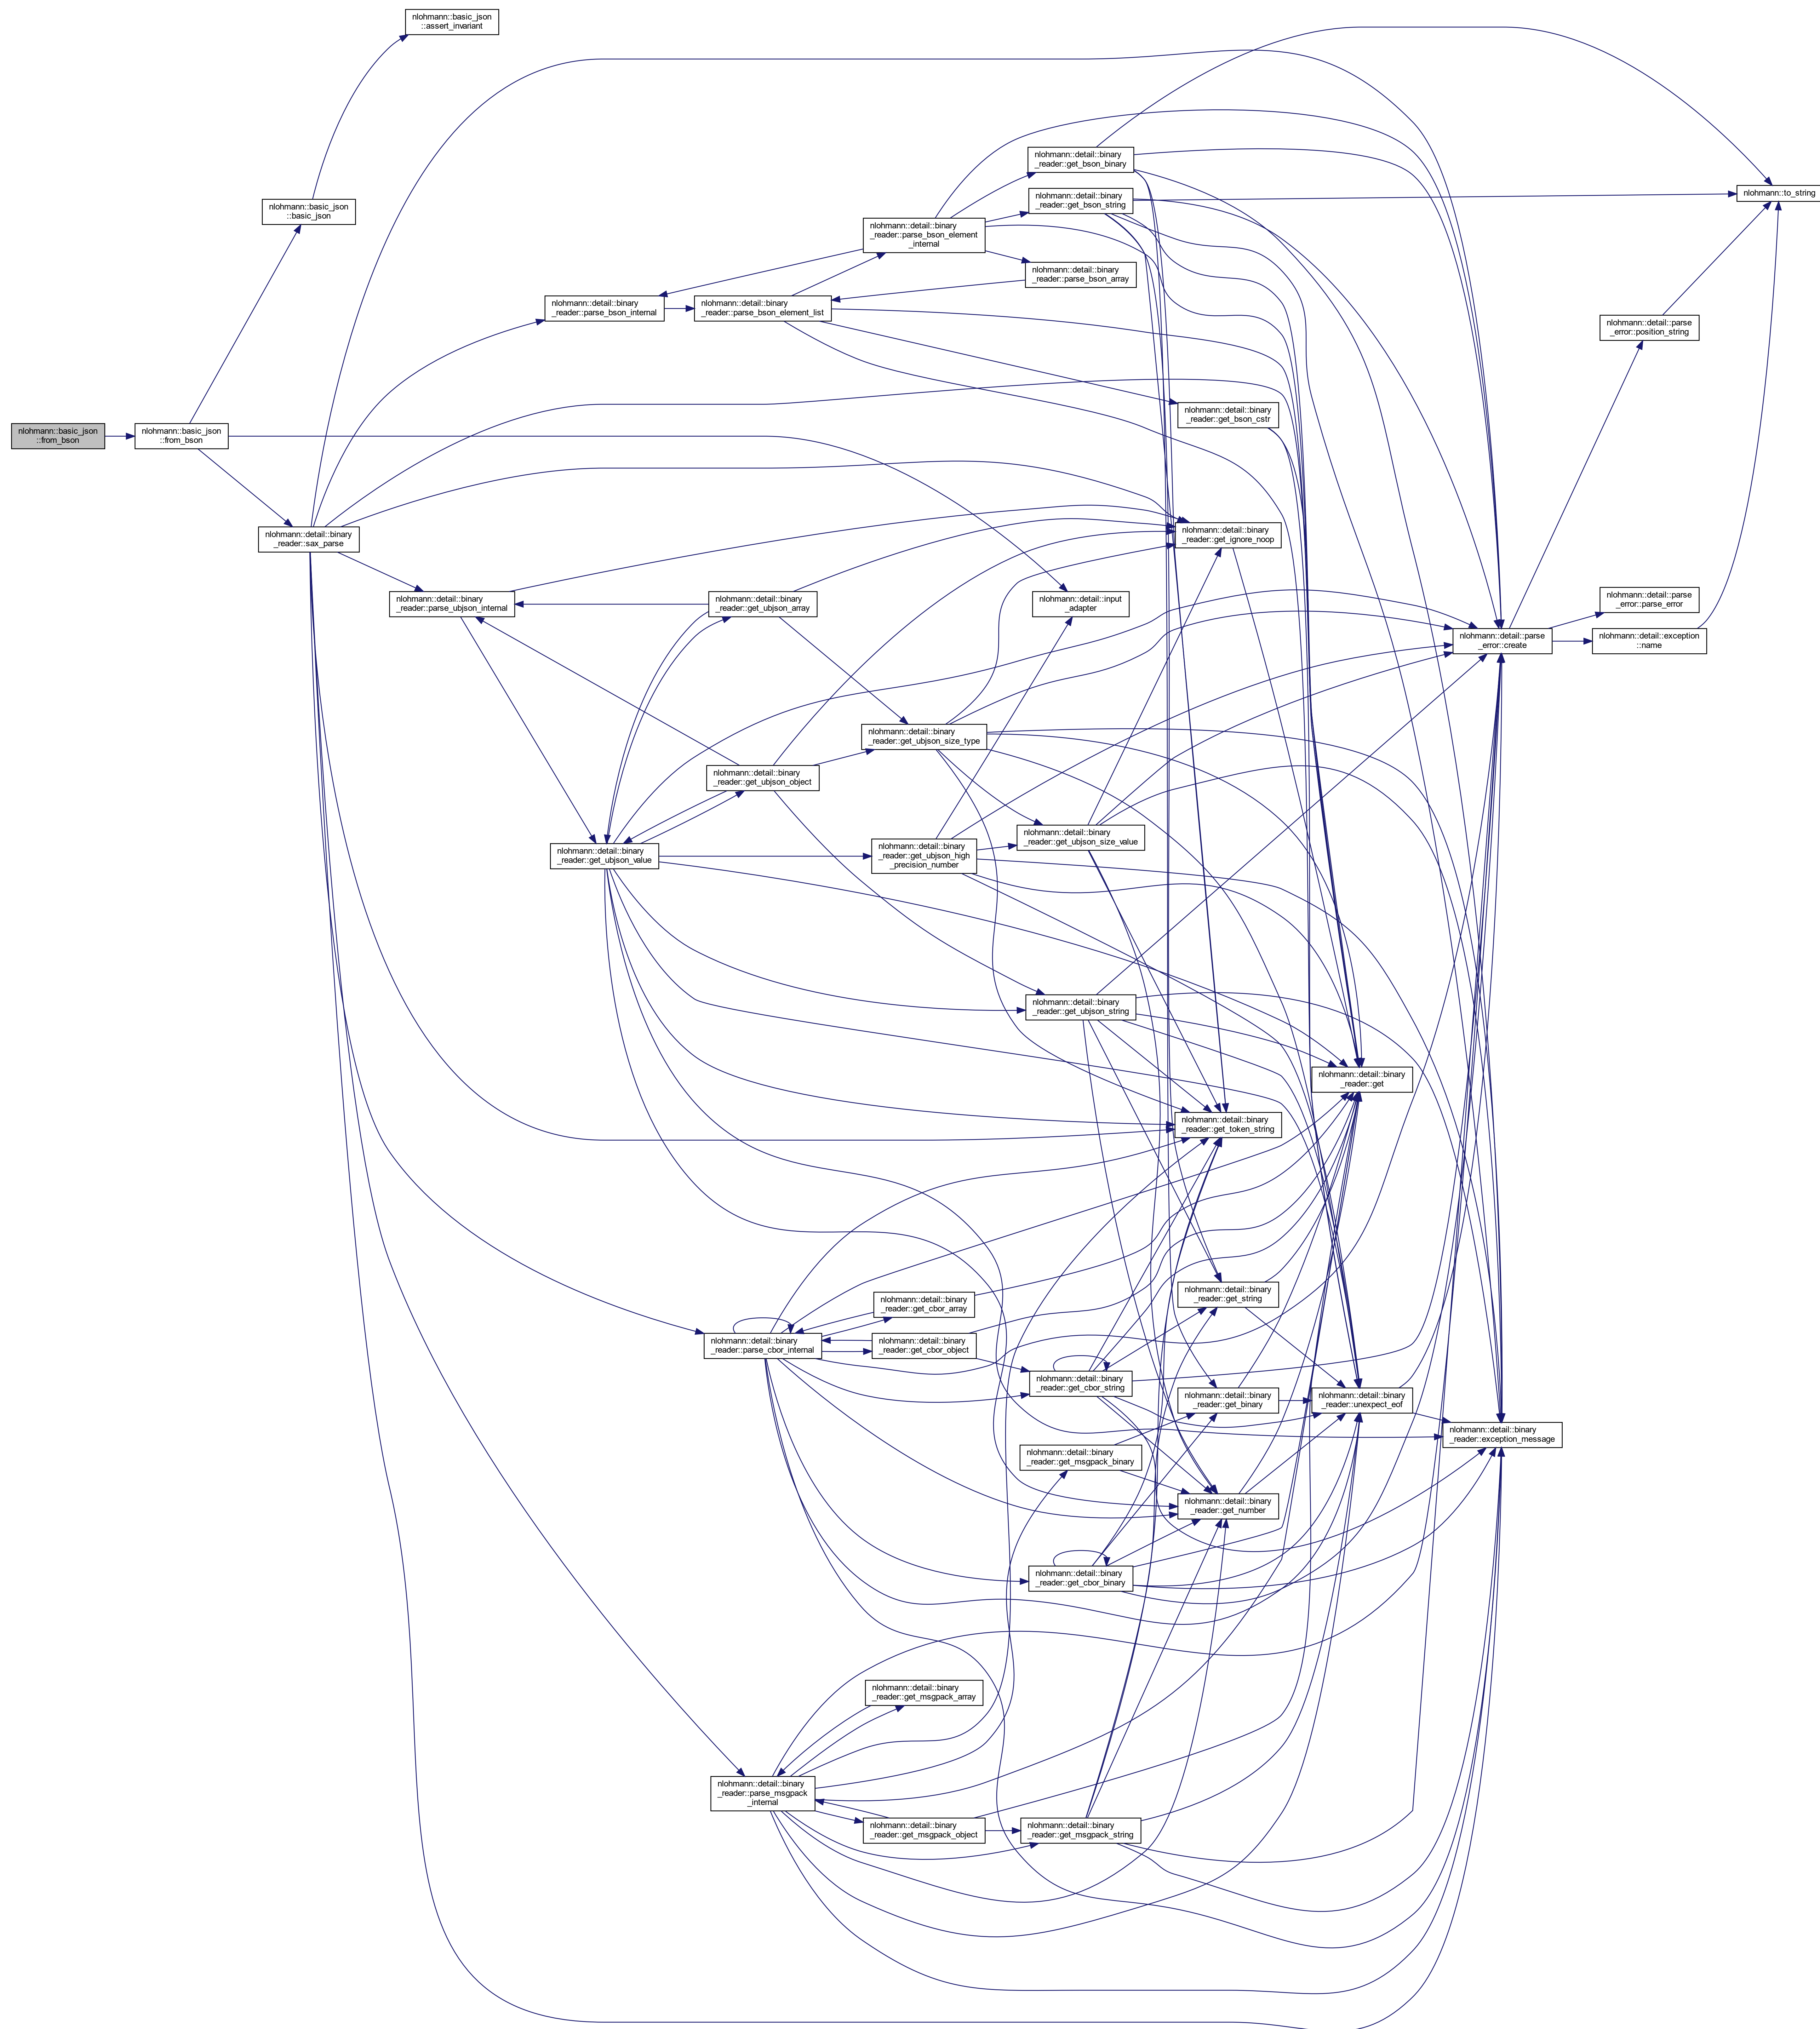 nlohmann::basic_json
::assert_invariant
nlohmann::detail::binary
_reader::get_bson_binary
nlohmann::to_string
nlohmann::detail::binary
_reader::get_bson_string
nlohmann::basic_json
::basic_json
nlohmann::detail::binary
_reader::parse_bson_element
_internal
nlohmann::detail::binary
_reader::parse_bson_array
nlohmann::detail::binary
_reader::parse_bson_internal
nlohmann::detail::binary
_reader::parse_bson_element_list
nlohmann::detail::parse
_error::position_string
nlohmann::detail::binary
_reader::get_bson_cstr
nlohmann::basic_json
::from_bson
nlohmann::basic_json
::from_bson
nlohmann::detail::binary
_reader::sax_parse
nlohmann::detail::binary
_reader::get_ignore_noop
nlohmann::detail::binary
_reader::parse_ubjson_internal
nlohmann::detail::binary
_reader::get_ubjson_array
nlohmann::detail::input
_adapter
nlohmann::detail::parse
_error::parse_error
nlohmann::detail::parse
_error::create
nlohmann::detail::exception
::name
nlohmann::detail::binary
_reader::get_ubjson_size_type
nlohmann::detail::binary
_reader::get_ubjson_object
nlohmann::detail::binary
_reader::get_ubjson_size_value
nlohmann::detail::binary
_reader::get_ubjson_value
nlohmann::detail::binary
_reader::get_ubjson_high
_precision_number
nlohmann::detail::binary
_reader::get_ubjson_string
nlohmann::detail::binary
_reader::get
nlohmann::detail::binary
_reader::get_token_string
nlohmann::detail::binary
_reader::get_string
nlohmann::detail::binary
_reader::get_cbor_array
nlohmann::detail::binary
_reader::parse_cbor_internal
nlohmann::detail::binary
_reader::get_cbor_object
nlohmann::detail::binary
_reader::get_cbor_string
nlohmann::detail::binary
_reader::get_binary
nlohmann::detail::binary
_reader::unexpect_eof
nlohmann::detail::binary
_reader::exception_message
nlohmann::detail::binary
_reader::get_msgpack_binary
nlohmann::detail::binary
_reader::get_number
nlohmann::detail::binary
_reader::get_cbor_binary
nlohmann::detail::binary
_reader::get_msgpack_array
nlohmann::detail::binary
_reader::parse_msgpack
_internal
nlohmann::detail::binary
_reader::get_msgpack_object
nlohmann::detail::binary
_reader::get_msgpack_string